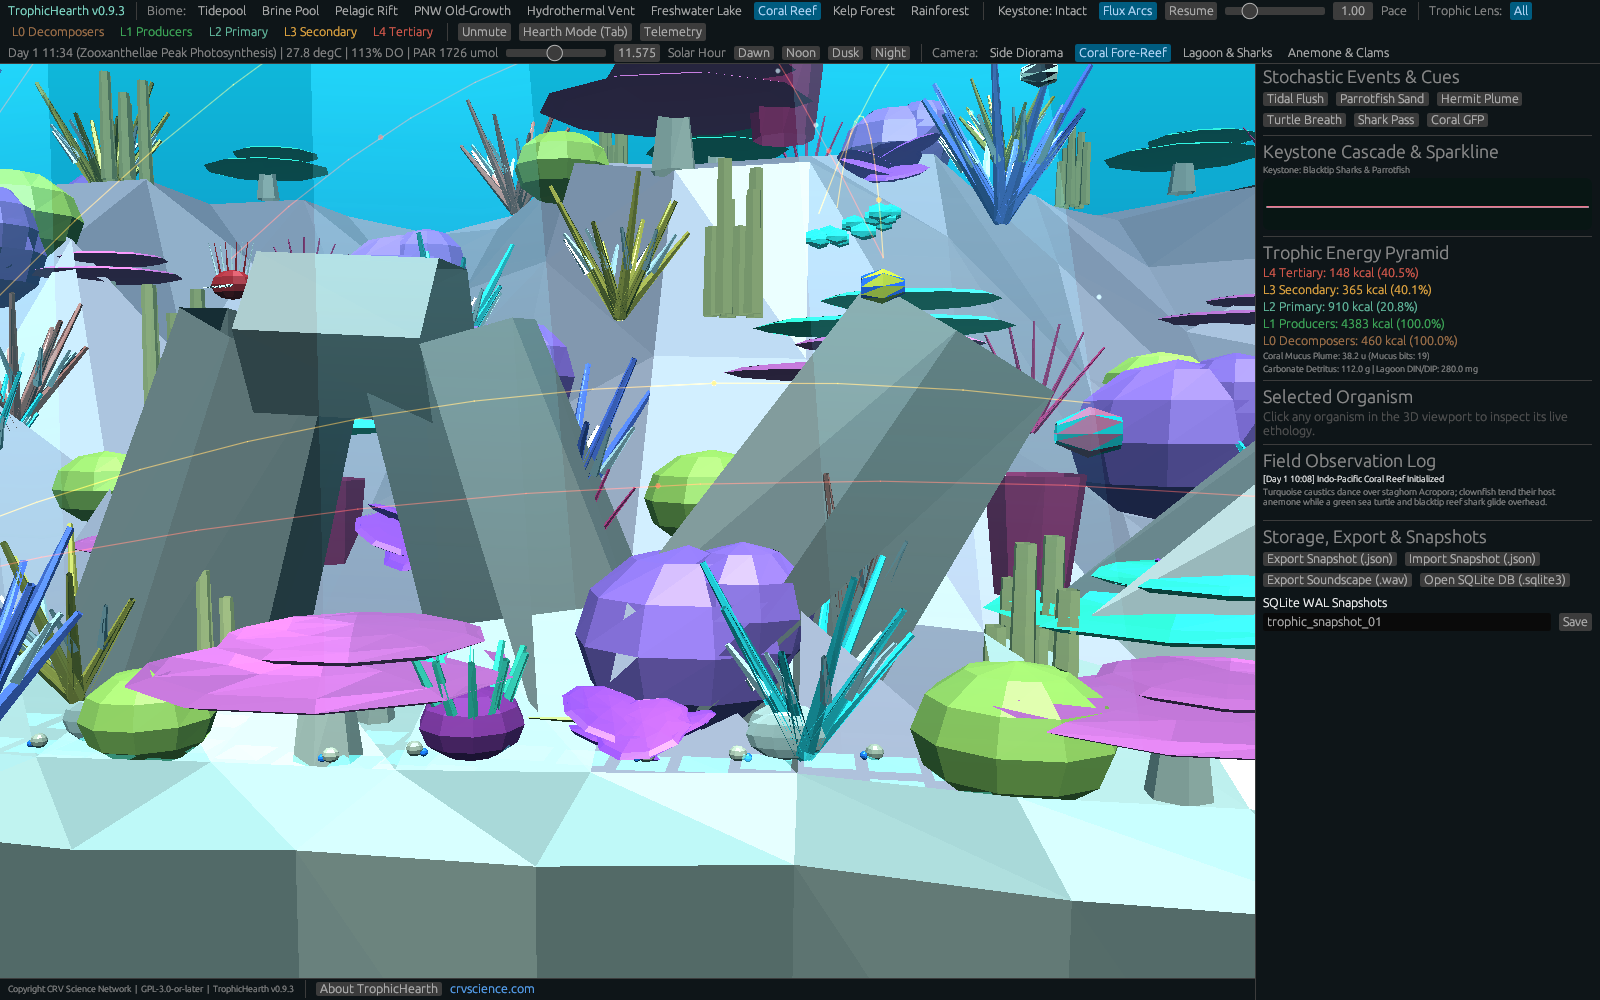 TrophicHearth v0.9.3 Biome: Tidepool Brine Pool Pelagic Rift PNW Old-Growth Hydrothermal Vent Freshwater Lake Coral Reef Kelp Forest Rainforest Keystone: Intact Flux Arcs Resume 1.00 Pace Trophic Lens: All
L0 Decomposers L1 Producers L2 Primary L3 Secondary L4 Tertiary Unmute Hearth Mode (Tab) Telemetry
Day 1 11:34 (Zooxanthellae Peak Photosynthesis) | 27.8 degC | 113% DO | PAR 1726 umol 11.575 Solar Hour Dawn Noon Dusk Night Camera: Side Diorama Coral Fore-Reef Lagoon & Sharks Anemone & Clams
Stochastic Events & Cues
Tidal Flush Parrotfish Sand Hermit Plume
Turtle Breath Shark Pass Coral GFP
Keystone Cascade & Sparkline
Keystone: Blacktip Sharks & Parrotfish
Trophic Energy Pyramid
L4 Tertiary: 148 kcal (40.5%)
L3 Secondary: 365 kcal (40.1%)
L2 Primary: 910 kcal (20.8%)
L1 Producers: 4383 kcal (100.0%)
L0 Decomposers: 460 kcal (100.0%)
Coral Mucus Plume: 38.2 u (Mucus bits: 19)
Carbonate Detritus: 112.0 g | Lagoon DIN/DIP: 280.0 mg
Selected Organism
Click any organism in the 3D viewport to inspect its live
ethology.
Field Observation Log
[Day 1 10:08] Indo-Pacific Coral Reef Initialized
Turquoise caustics dance over staghorn Acropora; clownfish tend their host
anemone while a green sea turtle and blacktip reef shark glide overhead.
Storage, Export & Snapshots
Export Snapshot (.json) Import Snapshot (.json)
Export Soundscape (.wav) Open SQLite DB (.sqlite3)
SQLite WAL Snapshots
trophic_snapshot_01 Save
Copyright CRV Science Network | GPL-3.0-or-later | TrophicHearth v0.9.3 About TrophicHearth crvscience.com